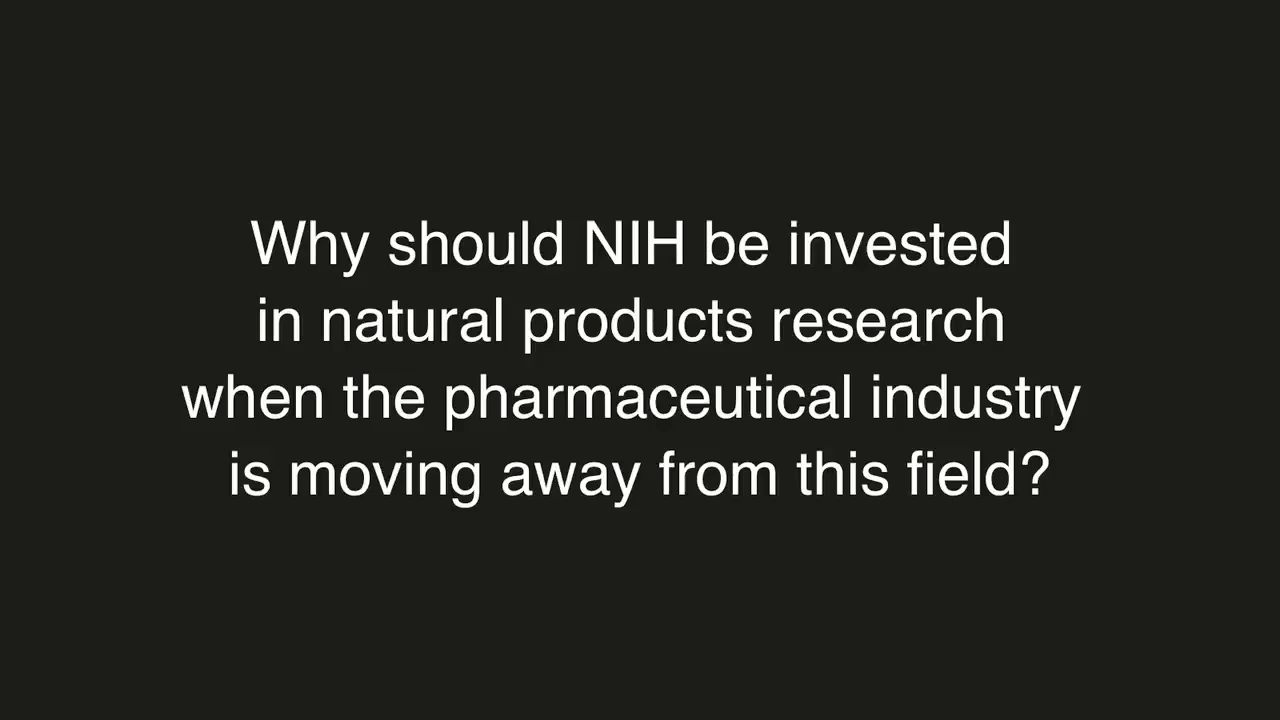 Why should NIH be invested
in natural products research
when the pharmaceutical industry
is moving away from this field?